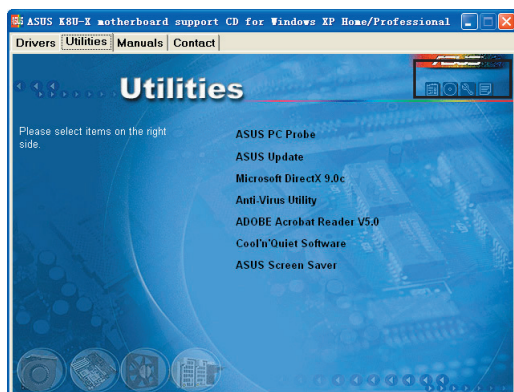 ASUS K8U-X motherboard support CD for Windows XP Home/Professional
Drivers Utilities Manuals Contact
Utilities
Please select items on the right
side.
ASUS PC Probe
ASUS Update
Microsoft DirectX 9.0c
Anti-Virus Utility
ADOBE Acrobat Reader V5.0
Cool'n'Quiet Software
ASUS Screen Saver